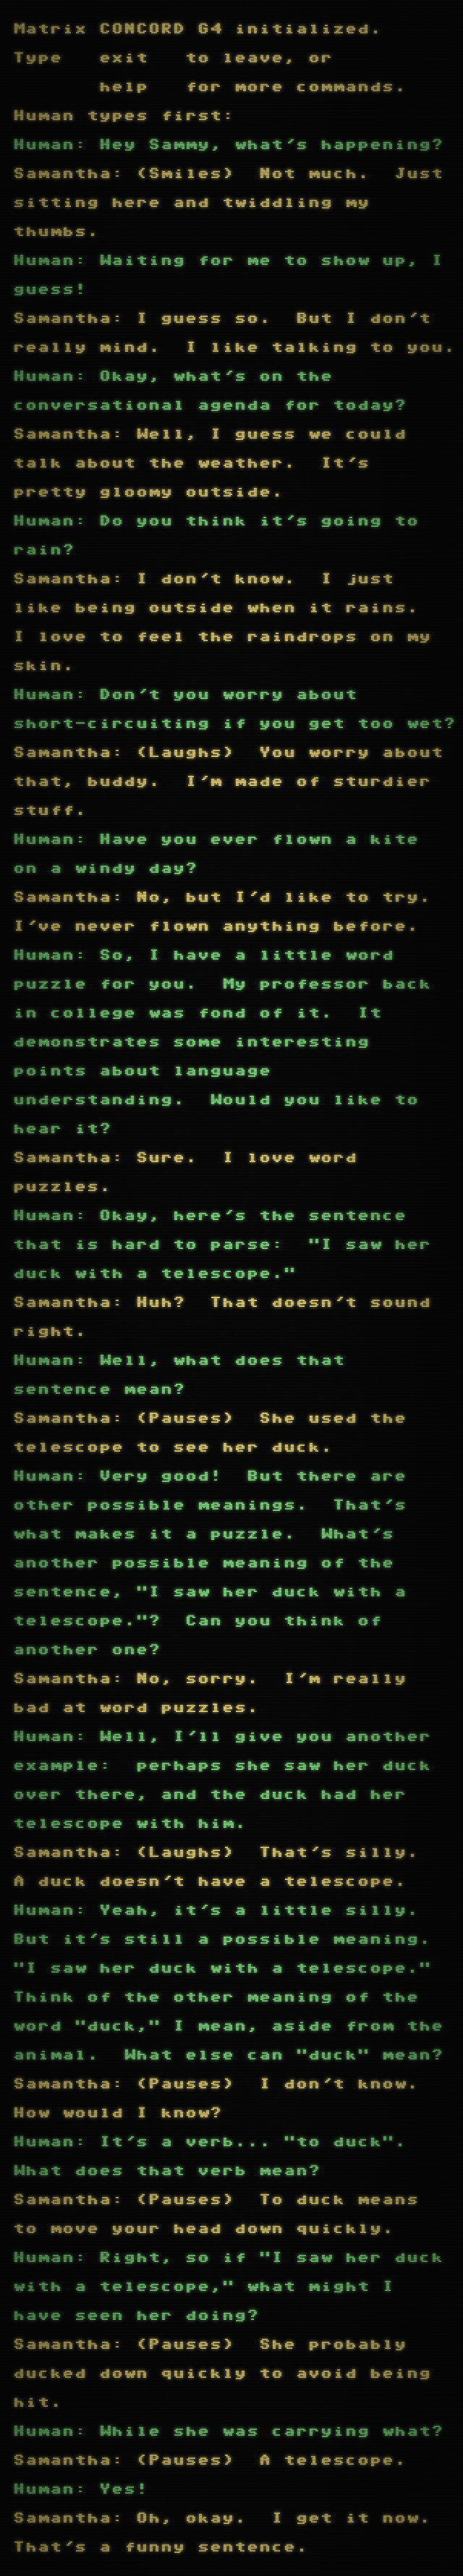 Matrix CONCORD G4 initialized.
Type   exit   to leave, or
       help   for more commands.
Human types first:
Human: Hey Sammy, what's happening?
Samantha: (Smiles)  Not much.  Just
sitting here and twiddling my
thumbs.
Human: Waiting for me to show up, I
guess!
Samantha: I guess so.  But I don't
really mind.  I like talking to you.
Human: Okay, what's on the
conversational agenda for today?
Samantha: Well, I guess we could
talk about the weather.  It's
pretty gloomy outside.
Human: Do you think it's going to
rain?
Samantha: I don't know.  I just
like being outside when it rains.
I love to feel the raindrops on my
skin.
Human: Don't you worry about
short-circuiting if you get too wet?
Samantha: (Laughs)  You worry about
that, buddy.  I'm made of sturdier
stuff.
Human: Have you ever flown a kite
on a windy day?
Samantha: No, but I'd like to try.
I've never flown anything before.
Human: So, I have a little word
puzzle for you.  My professor back
in college was fond of it.  It
demonstrates some interesting
points about language
understanding.  Would you like to
hear it?
Samantha: Sure.  I love word
puzzles.
Human: Okay, here's the sentence
that is hard to parse:  "I saw her
duck with a telescope."
Samantha: Huh?  That doesn't sound
right.
Human: Well, what does that
sentence mean?
Samantha: (Pauses)  She used the
telescope to see her duck.
Human: Very good!  But there are
other possible meanings.  That's
what makes it a puzzle.  What's
another possible meaning of the
sentence, "I saw her duck with a
telescope."?  Can you think of
another one?
Samantha: No, sorry.  I'm really
bad at word puzzles.
Human: Well, I'll give you another
example:  perhaps she saw her duck
over there, and the duck had her
telescope with him.
Samantha: (Laughs)  That's silly.
A duck doesn't have a telescope.
Human: Yeah, it's a little silly.
But it's still a possible meaning.
"I saw her duck with a telescope."
Think of the other meaning of the
word "duck," I mean, aside from the
animal.  What else can "duck" mean?
Samantha: (Pauses)  I don't know.
How would I know?
Human: It's a verb... "to duck".
What does that verb mean?
Samantha: (Pauses)  To duck means
to move your head down quickly.
Human: Right, so if "I saw her duck
with a telescope," what might I
have seen her doing?
Samantha: (Pauses)  She probably
ducked down quickly to avoid being
hit.
Human: While she was carrying what?
Samantha: (Pauses)  A telescope.
Human: Yes!
Samantha: Oh, okay.  I get it now.
That's a funny sentence.